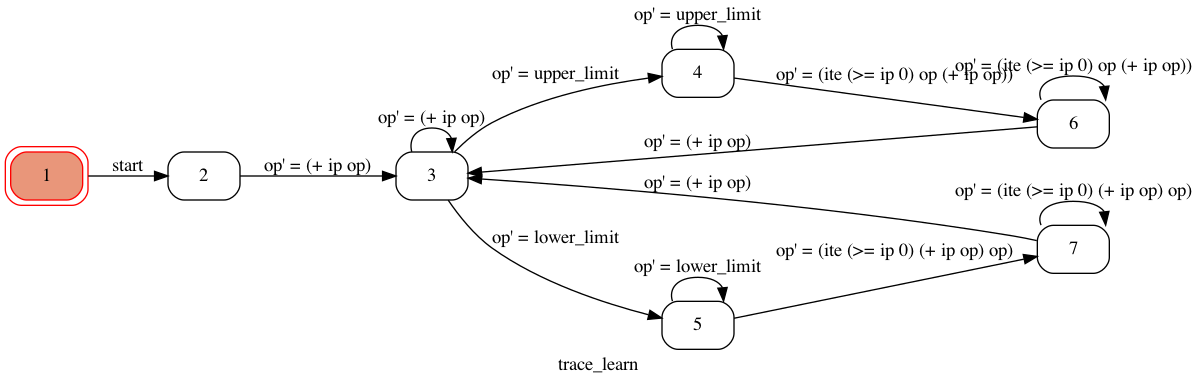 op' = upper_limit
4
op' = upper_limit
op' = (ite (>= ip 0) op (+ ip op))
op' = (ite (>= ip 0) op (+ ip op))
6
op' = (+ ip op)
op' = (+ ip op)
1
start
2
op' = (+ ip op)
3
op' = (+ ip op)
op' = (ite (>= ip 0) (+ ip op) op)
7
op' = lower_limit
op' = (ite (>= ip 0) (+ ip op) op)
op' = lower_limit
5
trace_learn